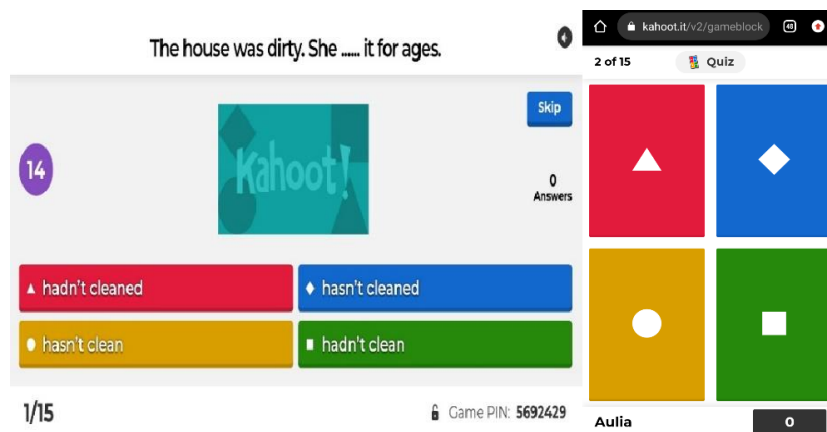 The house was dirty. She ...... it for ages.
Skip
Kahoot!
14
0
Answers
hadn't cleaned
hasn't cleaned
hasn't clean
hadn't clean
1/15
Game PIN: 5692429
kahoot.it/v2/gameblock
48
2 of 15
Quiz
Aulia
0